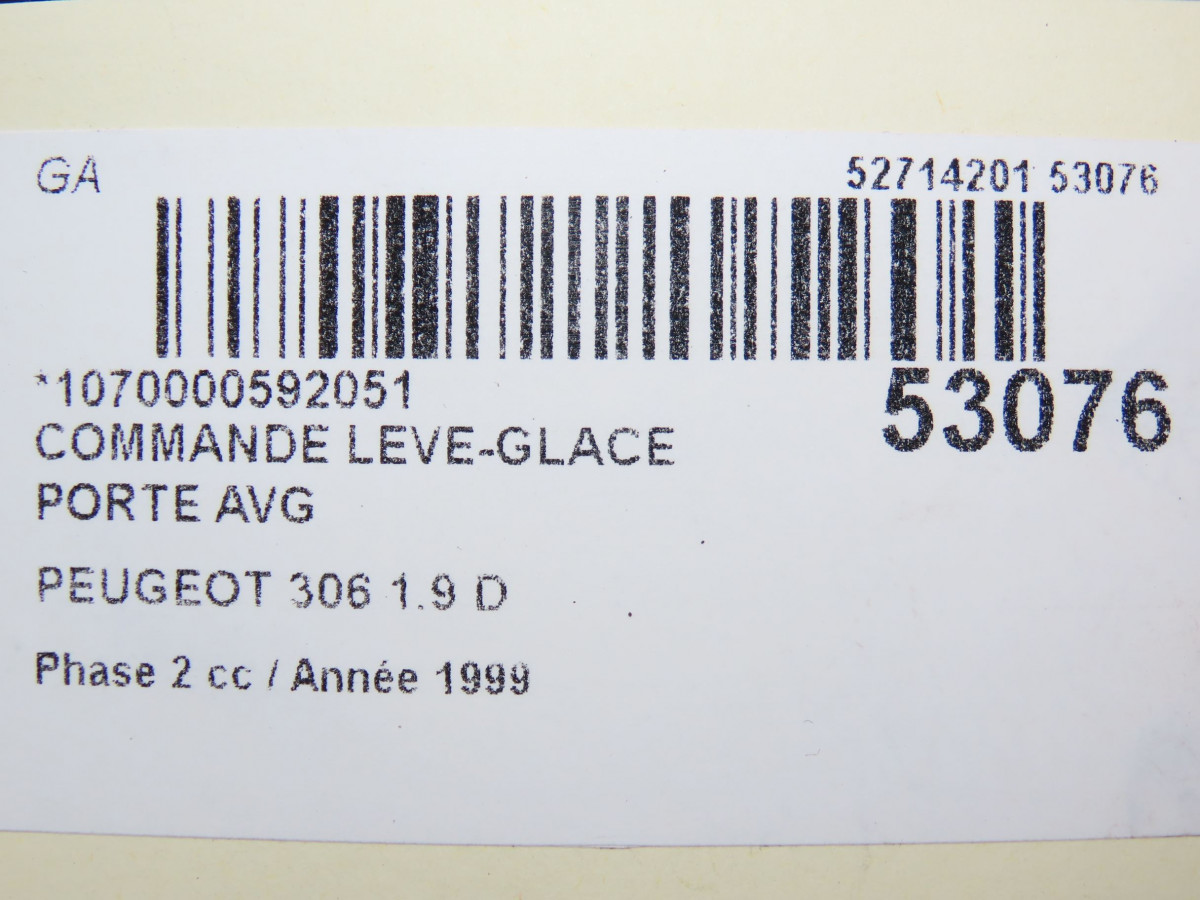 GA
52714201 53076
*1070000592051
53076
COMMANDE LEVE-GLACE
PORTE AVG
PEUGEOT 306 1.9 D
Phase 2 cc / Année 1999